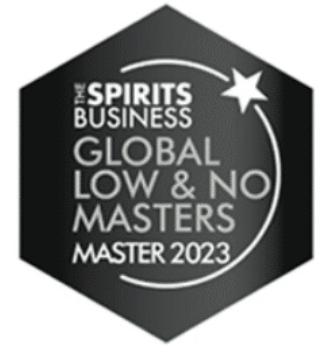 THE SPIRITS
BUSINESS
GLOBAL
LOW & NO
MASTERS
MASTER 2023